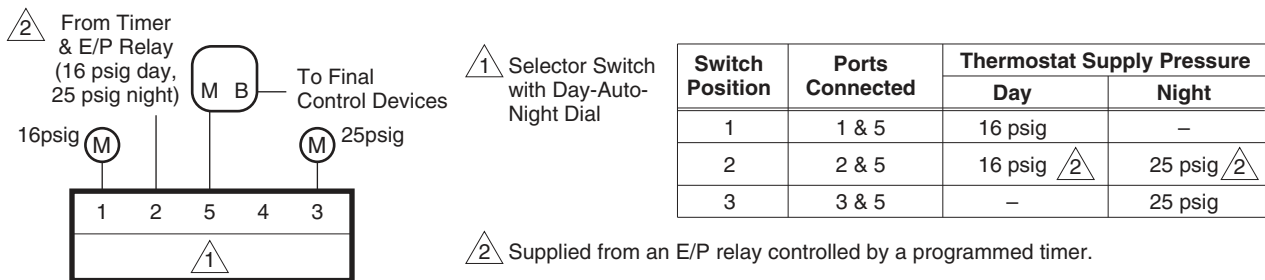 2 From Timer
& E/P Relay
(16 psig day,
25 psig night)
M B
To Final
Control Devices
16psig
M
M
25psig
1 2 5 4 3
1
1 Selector Switch
with Day-Auto-
Night Dial
Switch Position Ports Connected Thermostat Supply Pressure
Day Night
1 1 & 5 16 psig –
2 2 & 5 16 psig 2 25 psig 2
3 3 & 5 – 25 psig
2 Supplied from an E/P relay controlled by a programmed timer.